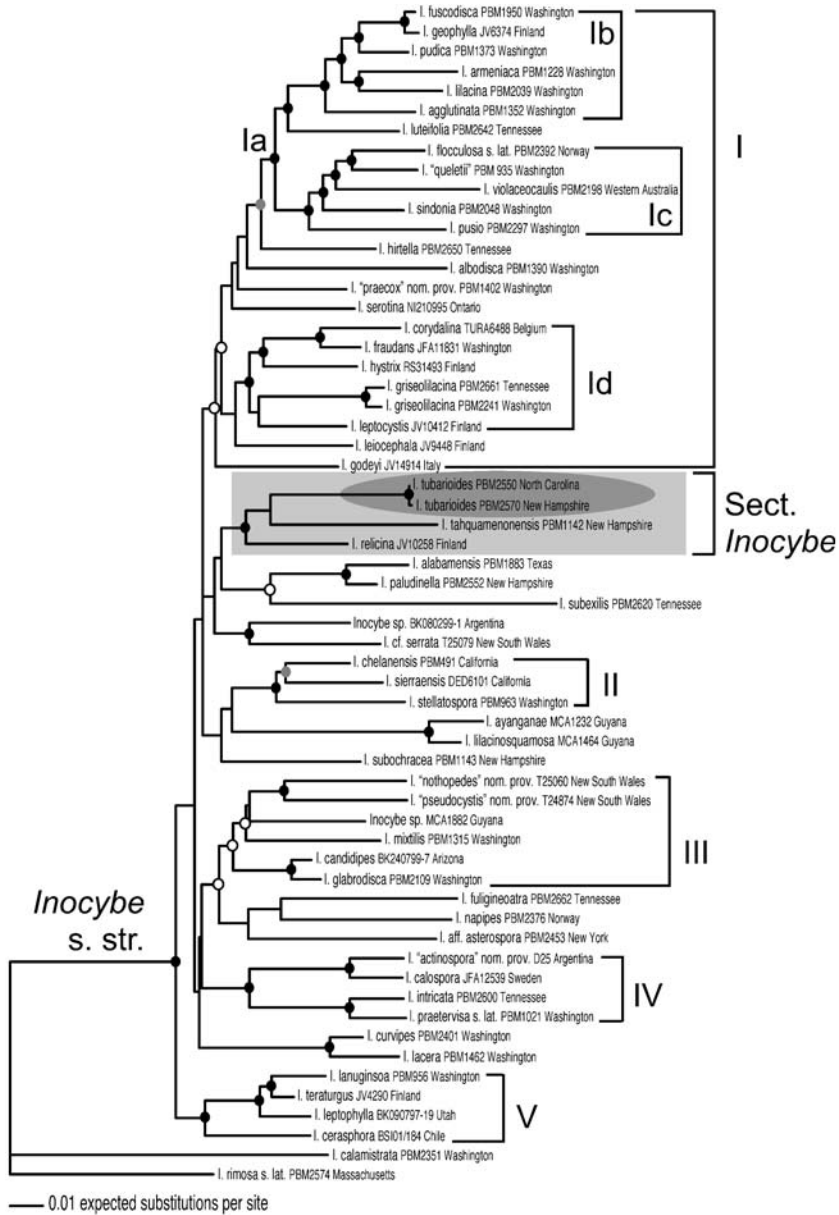 I. fuscodisca PBM1950 Washington
I. geophylla JV6374 Finland
Ib
I. pudica PBM1373 Washington
I. armeniaca PBM1228 Washington
I. lilacina PBM2039 Washington
I. agglutinata PBM1352 Washington
I. luteifolia PBM2642 Tennessee
Ia
I
I. flocculosa s. lat. PBM2392 Norway
I. "queletii" PBM 935 Washington
I. violaceocaulis PBM2198 Western Australia
I. sindonia PBM2048 Washington
Ic
I. pusio PBM2297 Washington
I. hirtella PBM2650 Tennessee
I. albodisca PBM1390 Washington
I. "praecox" nom. prov. PBM1402 Washington
I. serotina NI210995 Ontario
I. corydalina TURA6488 Belgium
I. fraudans JFA11831 Washington
I. hystrix RS31493 Finland
Id
I. griseolilacina PBM2661 Tennessee
I. griseolilacina PBM2241 Washington
I. leptocystis JV10412 Finland
I. leiocephala JV9448 Finland
I. godeyi JV14914 Italy
I. tubarioides PBM2550 North Carolina
I. tubarioides PBM2570 New Hampshire
Sect.
Inocybe
I. tahquamenonensis PBM1142 New Hampshire
I. relicina JV10258 Finland
I. alabamensis PBM1883 Texas
I. paludinella PBM2552 New Hampshire
I. subexilis PBM2620 Tennessee
Inocybe sp. BK080299-1 Argentina
I. cf. serrata T25079 New South Wales
I. chelanensis PBM491 California
I. sierraensis DED6101 California
II
I. stellatospora PBM963 Washington
I. ayanganae MCA1232 Guyana
I. lilacinosquamosa MCA1464 Guyana
I. subochracea PBM1143 New Hampshire
I. "nothopedes" nom. prov. T25060 New South Wales
I. "pseudocystis" nom. prov. T24874 New South Wales
Inocybe sp. MCA1882 Guyana
I. mixtilis PBM1315 Washington
III
I. candidipes BK240799-7 Arizona
I. glabrodisca PBM2109 Washington
Inocybe
s. str.
I. fuligineoatra PBM2662 Tennessee
I. napipes PBM2376 Norway
I. aff. asterospora PBM2453 New York
I. "actinospora" nom. prov. D25 Argentina
I. calospora JFA12539 Sweden
IV
I. intricata PBM2600 Tennessee
I. praetervisa s. lat. PBM1021 Washington
I. curvipes PBM2401 Washington
I. lacera PBM1462 Washington
I. lanuginsoa PBM956 Washington
I. teraturgus JV4290 Finland
I. leptophylla BK090797-19 Utah
V
I. cerasphora BSI01/184 Chile
I. calamistrata PBM2351 Washington
I. rimosa s. lat. PBM2574 Massachusetts
0.01 expected substitutions per site